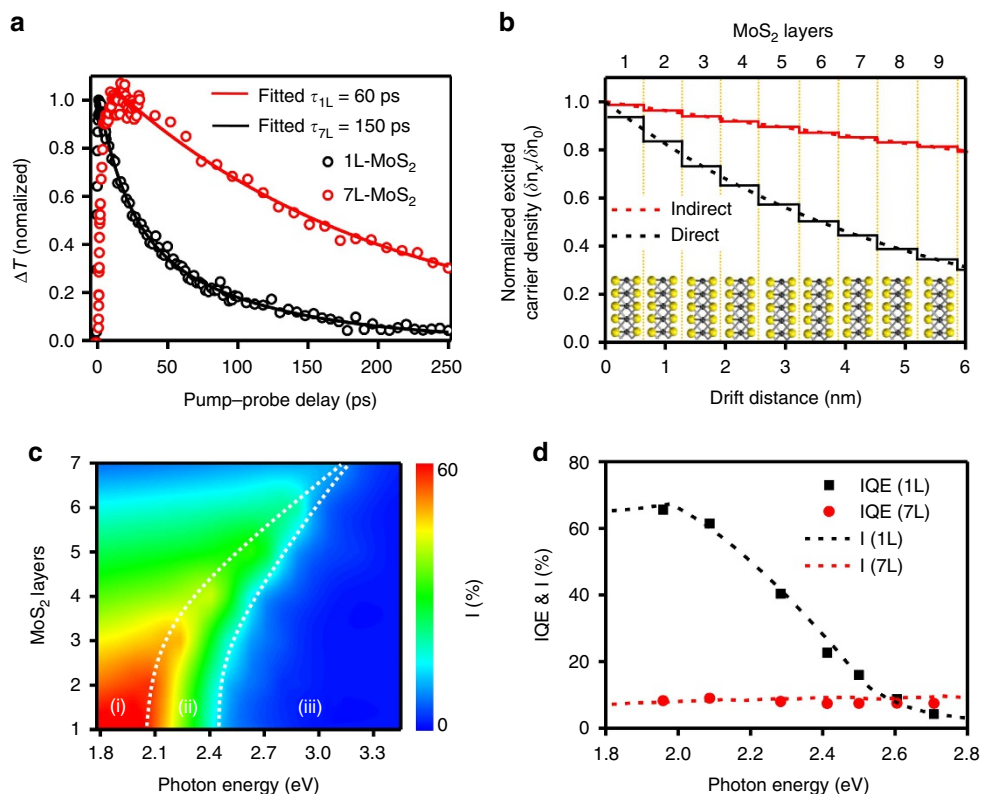 a
ΔT (normalized)
1.0
0.8
0.6
0.4
0.2
0.0
Fitted τ1L = 60 ps
Fitted τ7L = 150 ps
1L-MoS2
7L-MoS2
0 50 100 150 200 250
Pump–probe delay (ps)
b
MoS2 layers
1 2 3 4 5 6 7 8 9
Normalized excited
carrier density (δnx/δn0)
1.0
0.8
0.6
0.4
0.2
0.0
Indirect
Direct
0 1 2 3 4 5 6
Drift distance (nm)
c
MoS2 layers
7
6
5
4
3
2
1
(i) (ii) (iii)
1.8 2.1 2.4 2.7 3.0 3.3
Photon energy (eV)
60
I (%)
0
d
IQE & I (%)
80
60
40
20
0
IQE (1L)
IQE (7L)
I (1L)
I (7L)
1.8 2.0 2.2 2.4 2.6 2.8
Photon energy (eV)